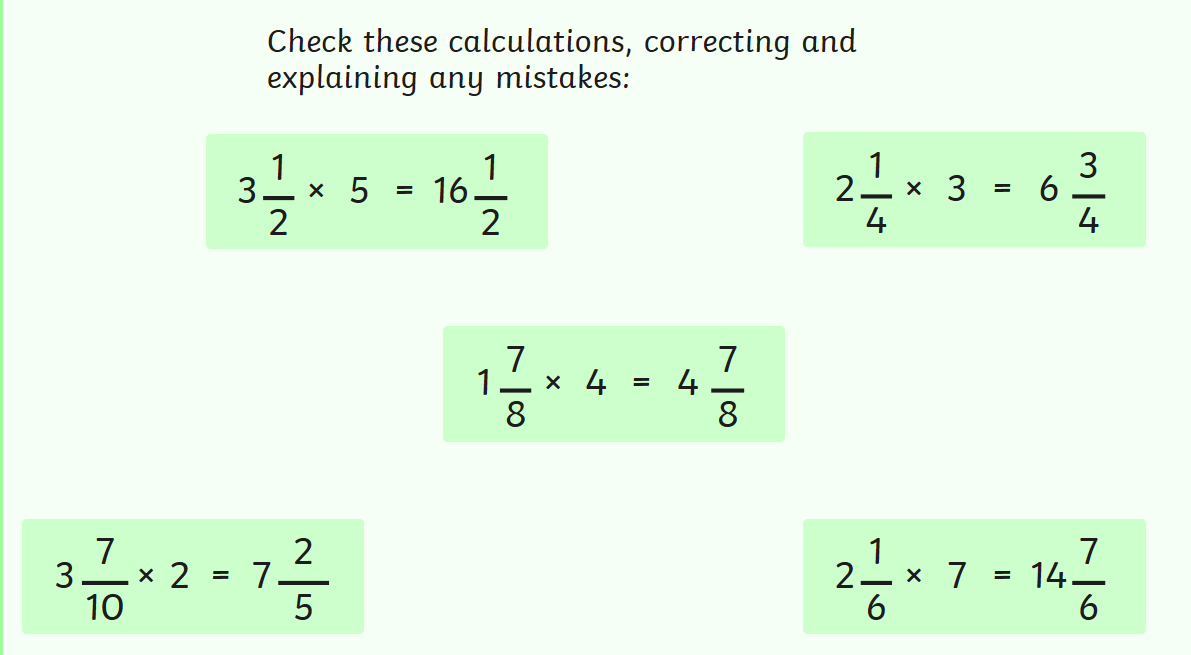 Check these calculations, correcting and
explaining any mistakes:
3 1/2 × 5 = 16 1/2
2 1/4 × 3 = 6 3/4
1 7/8 × 4 = 4 7/8
3 7/10 × 2 = 7 2/5
2 1/6 × 7 = 14 7/6